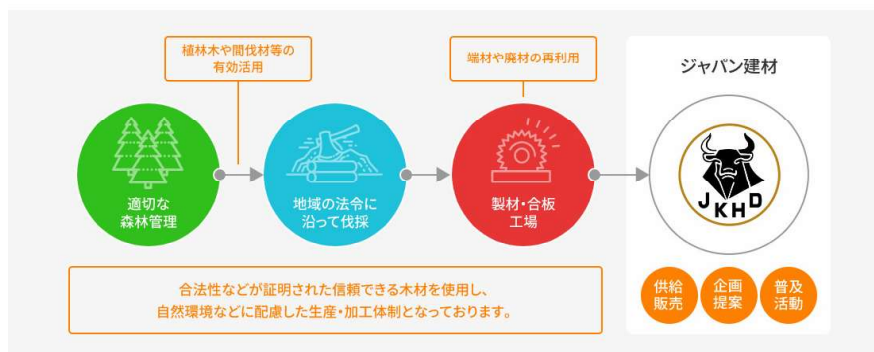 植林木や間伐材等の
有効活用
端材や廃材の再利用
ジャパン建材
適切な
森林管理
地域の法令に
沿って伐採
製材・合板
工場
JKHD
合法性などが証明された信頼できる木材を使用し、
自然環境などに配慮した生産・加工体制となっております。
供給
販売
企画
提案
普及
活動